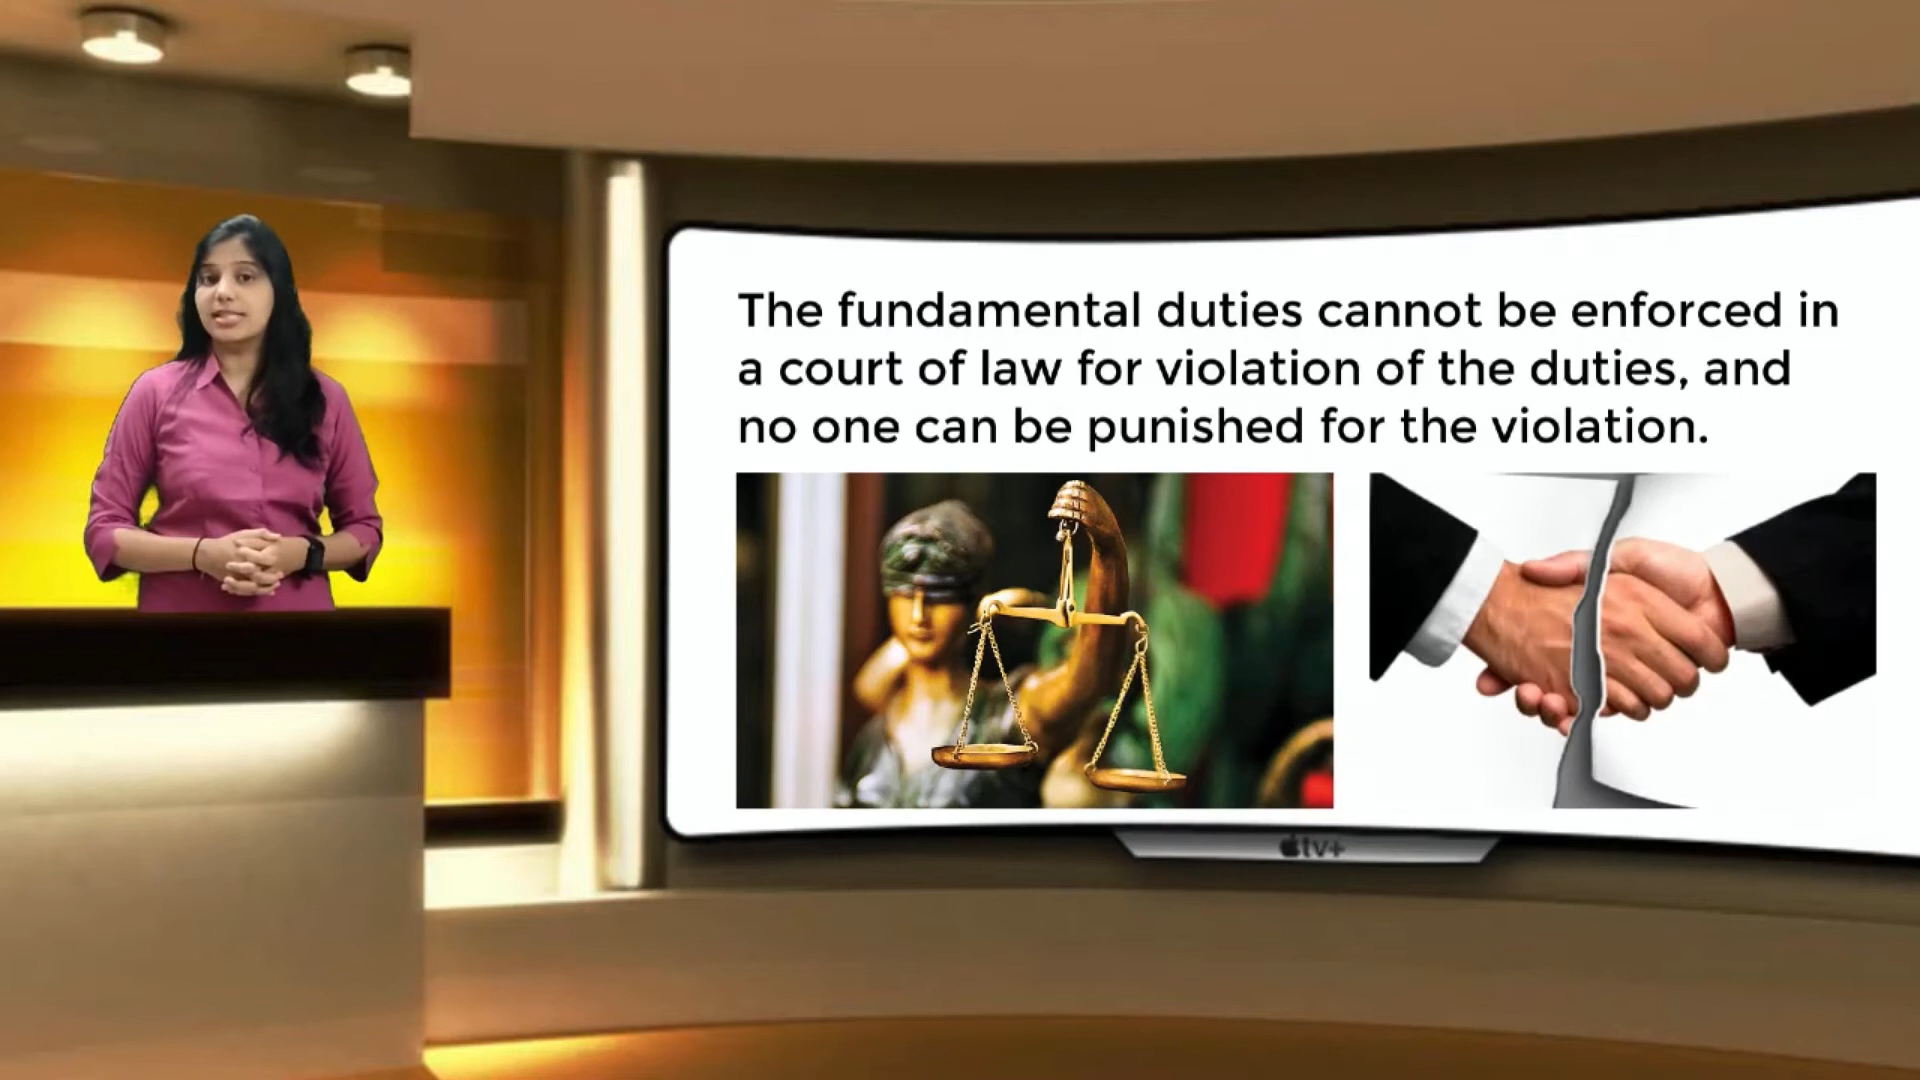 The fundamental duties cannot be enforced in
a court of law for violation of the duties, and
no one can be punished for the violation.
tv+